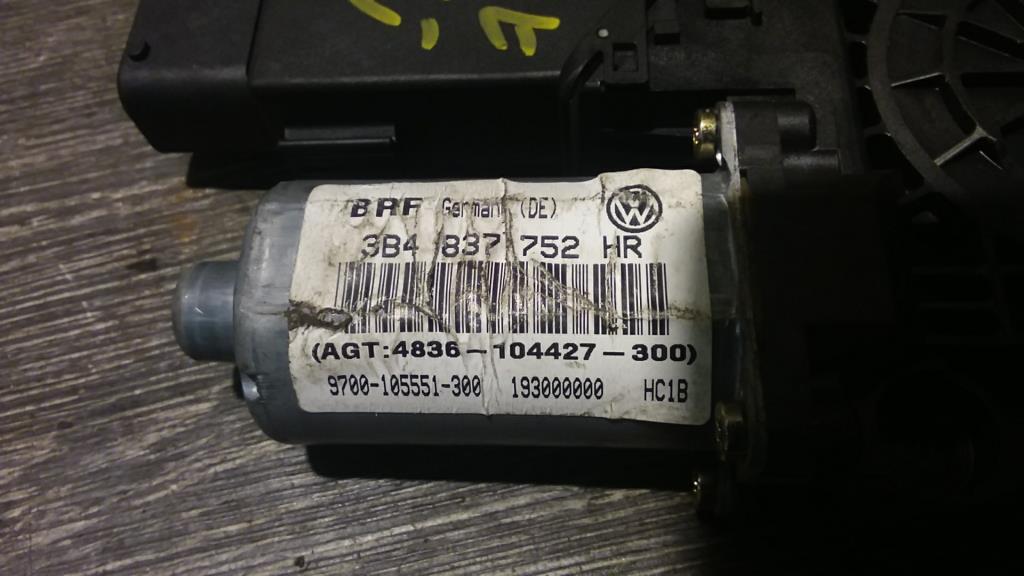 BRF Germany (DE)
3B4 837 752 HR
(AGT:4836-104427-300)
9700-105551-300 193000000 HC1B